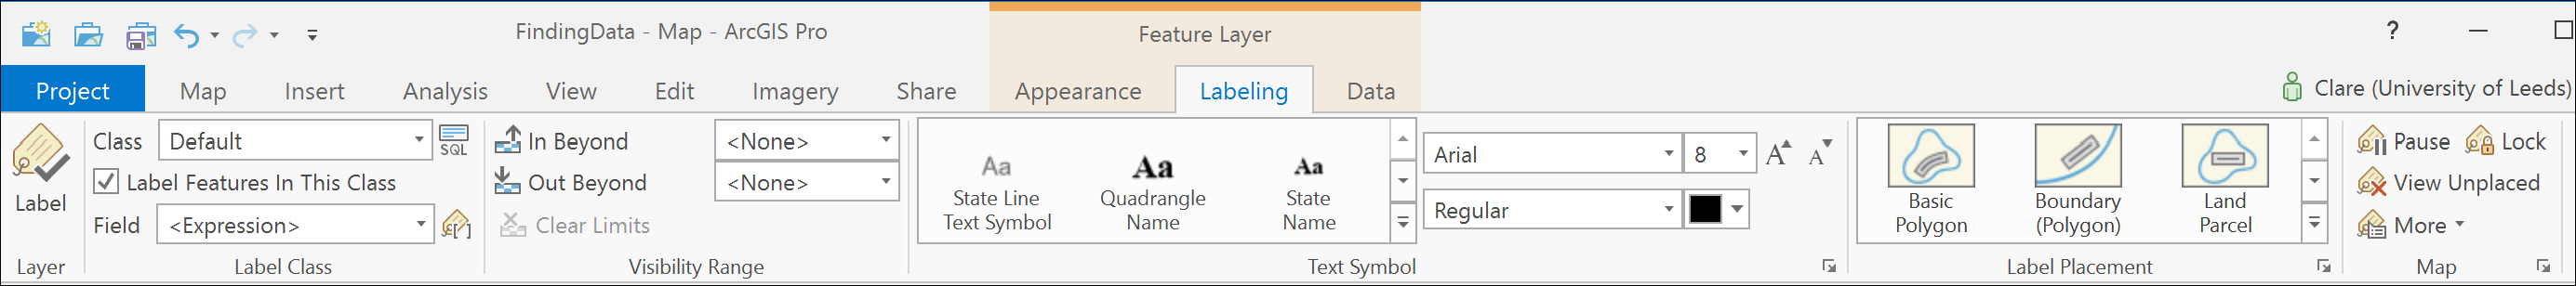 FindingData - Map - ArcGIS Pro
Feature Layer
?
Project Map Insert Analysis View Edit Imagery Share Appearance Labeling Data
Clare (University of Leeds)
Label
Layer
Class Default SQL
Label Features In This Class
Field <Expression>
Label Class
In Beyond <None>
Out Beyond <None>
Clear Limits
Visibility Range
Aa Aa Aa
State Line Quadrangle State
Text Symbol Name Name
Arial 8 A A
Regular
Text Symbol
Basic Boundary Land
Polygon (Polygon) Parcel
Label Placement
Pause Lock
View Unplaced
More
Map